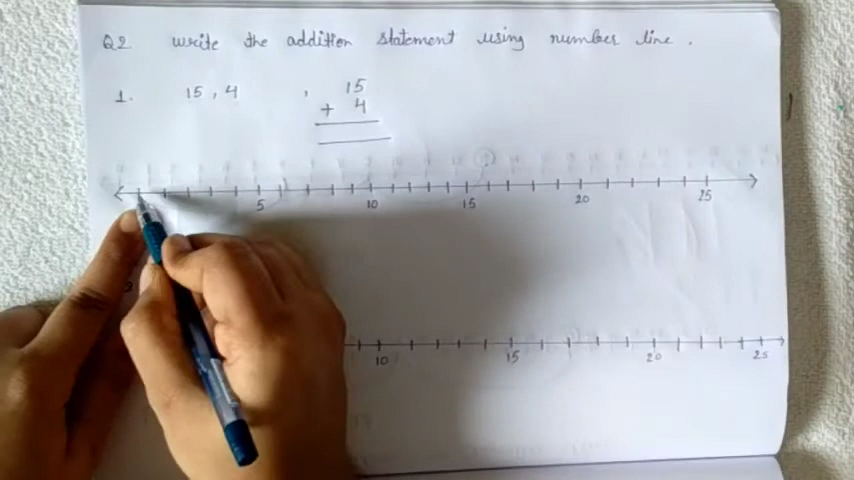 Q2 write the addition statement using number line.
1. 15, 4 , 15
+ 4
5 10 15 20 25
10 15 20 25